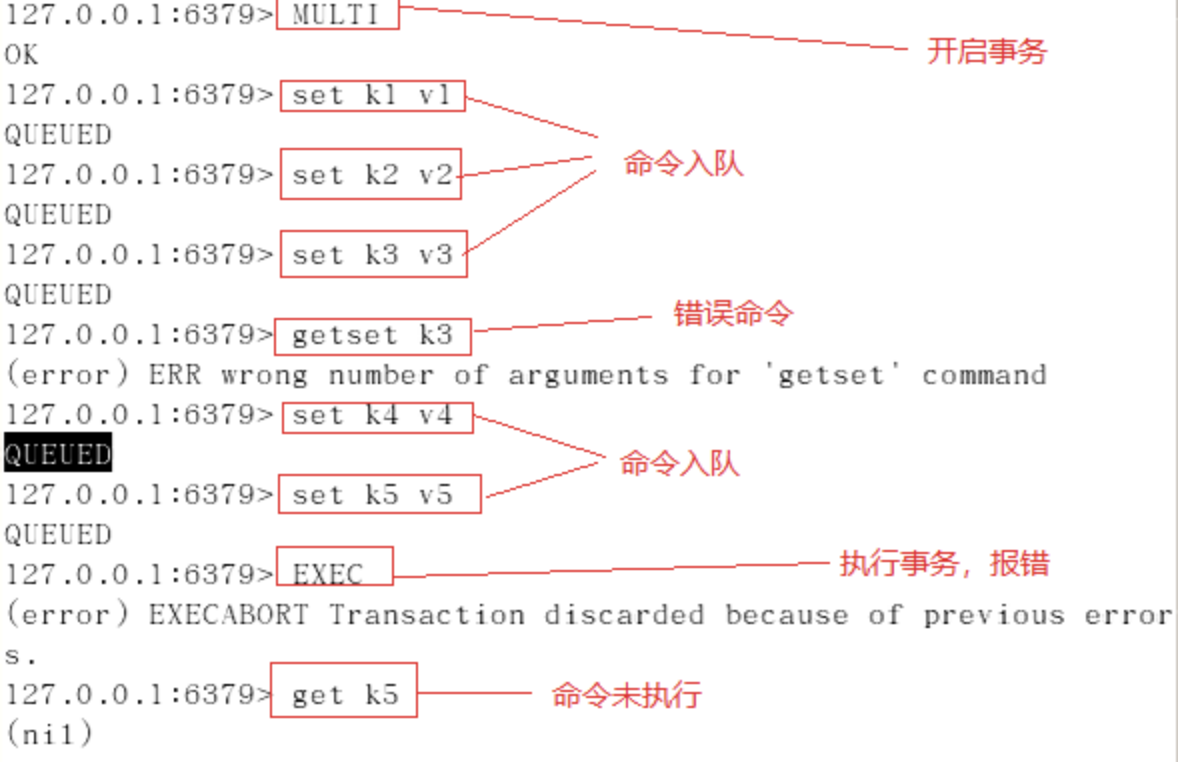 127.0.0.1:6379> MULTI
开启事务
OK
127.0.0.1:6379> set k1 v1
QUEUED
命令入队
127.0.0.1:6379> set k2 v2
QUEUED
127.0.0.1:6379> set k3 v3
QUEUED
错误命令
127.0.0.1:6379> getset k3
(error) ERR wrong number of arguments for 'getset' command
127.0.0.1:6379> set k4 v4
QUEUED
命令入队
127.0.0.1:6379> set k5 v5
QUEUED
127.0.0.1:6379> EXEC
执行事务，报错
(error) EXECABORT Transaction discarded because of previous error
s.
127.0.0.1:6379> get k5
命令未执行
(nil)